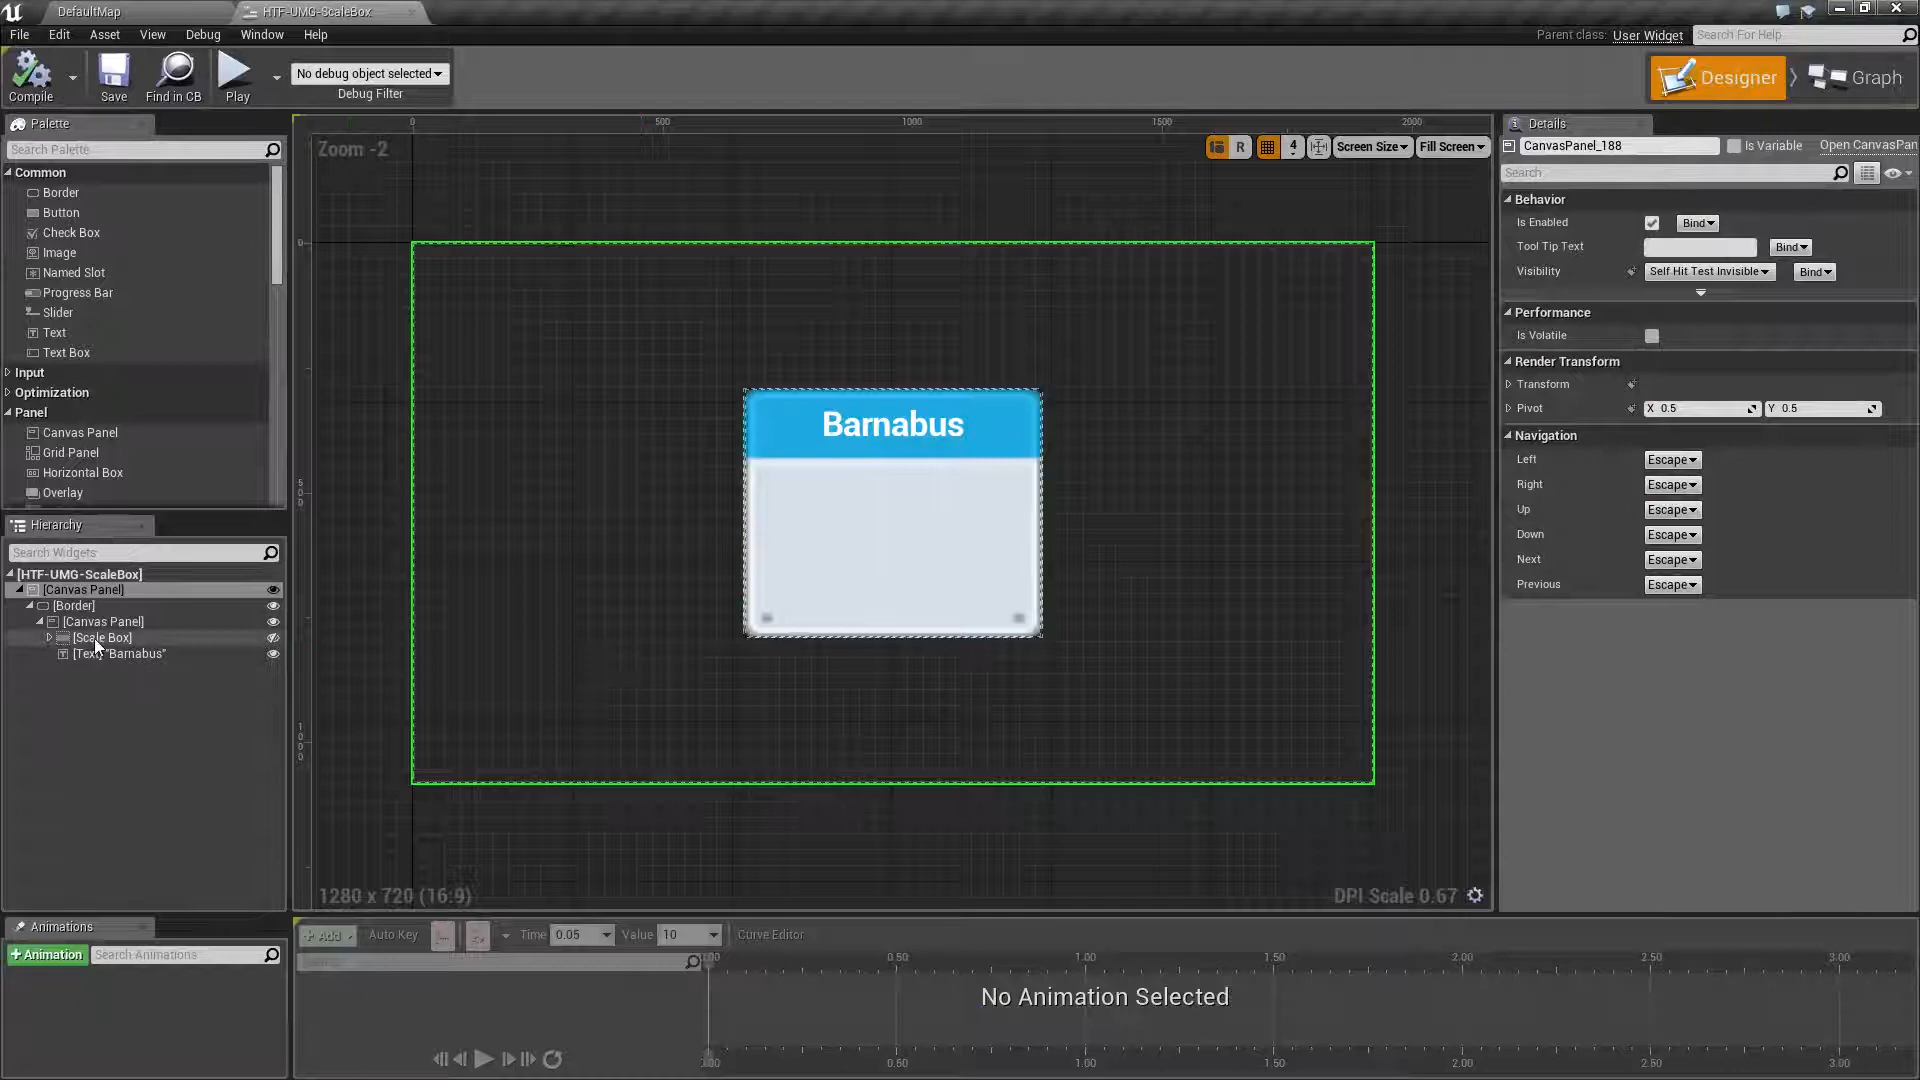 DefaultMap
HTF-UMG-ScaleBox
File Edit Asset View Debug Window Help
Parent class: User Widget
Search For Help
Compile
Save
Find in CB
Play
No debug object selected
Debug Filter
Designer
Graph
Palette
Search Palette
Common
Border
Button
Check Box
Image
Named Slot
Progress Bar
Slider
Text
Text Box
Input
Optimization
Panel
Canvas Panel
Grid Panel
Horizontal Box
Overlay
Hierarchy
Search Widgets
[HTF-UMG-ScaleBox]
[Canvas Panel]
[Border]
[Canvas Panel]
[Scale Box]
[Text] "Barnabus"
0 500 1000 1500 2000
Zoom -2
R
4
Screen Size
Fill Screen
0
500
1000
Barnabus
1280 x 720 (16:9)
DPI Scale 0.67
Details
CanvasPanel_188
Is Variable
Open CanvasPan
Search
Behavior
Is Enabled
Bind
Tool Tip Text
Bind
Visibility
Self Hit Test Invisible
Bind
Performance
Is Volatile
Render Transform
Transform
Pivot
X 0.5
Y 0.5
Navigation
Left Escape
Right Escape
Up Escape
Down Escape
Next Escape
Previous Escape
Animations
+Animation
Search Animations
+ Add
Auto Key
Time 0.05
Value 10
Curve Editor
0.50 1.00 1.50 2.00 2.50 3.00
No Animation Selected
0.50 1.00 1.50 2.00 2.50 3.00